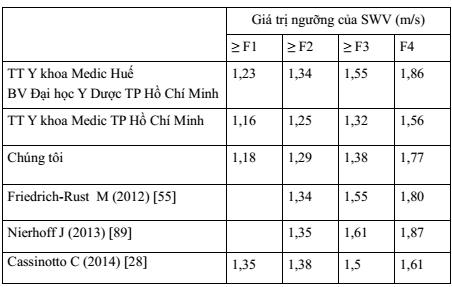 Giá trị ngưỡng của SWV (m/s)
≥ F1 ≥ F2 ≥ F3 F4
TT Y khoa Medic Huế 1,23 1,34 1,55 1,86
BV Đại học Y Dược TP Hồ Chí Minh
TT Y khoa Medic TP Hồ Chí Minh 1,16 1,25 1,32 1,56
Chúng tôi 1,18 1,29 1,38 1,77
Friedrich-Rust M (2012) [55] 1,34 1,55 1,80
Nierhoff J (2013) [89] 1,35 1,61 1,87
Cassinotto C (2014) [28] 1,35 1,38 1,5 1,61